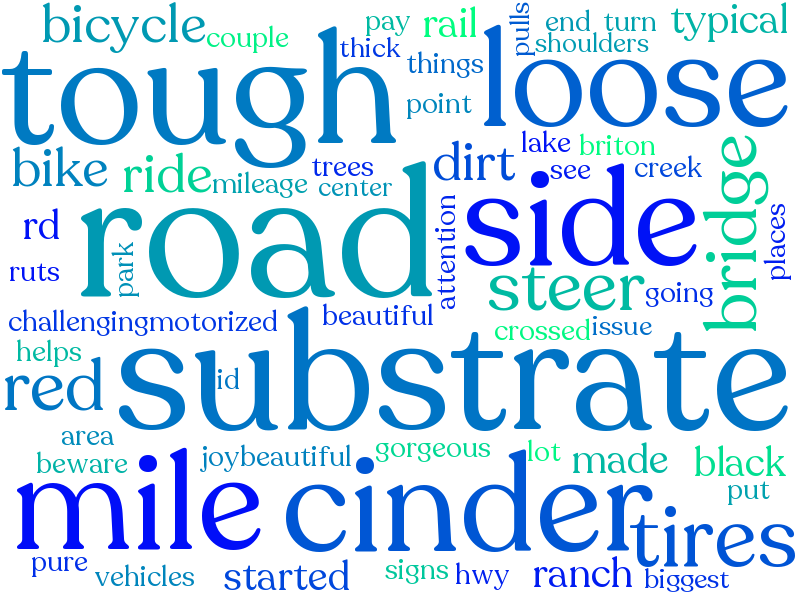 bicycle couple pay rail pulls end turn typical
tough thick things shoulders loose
point
bike ride mileage trees center dirt lake briton see creek bridge
rd road park attention side places
ruts steer going
challenging motorized beautiful crossed issue
helps
red id substrate
area
beware joy beautiful gorgeous lot made black
mile cinder put
tires
pure vehicles started signs hwy ranch biggest